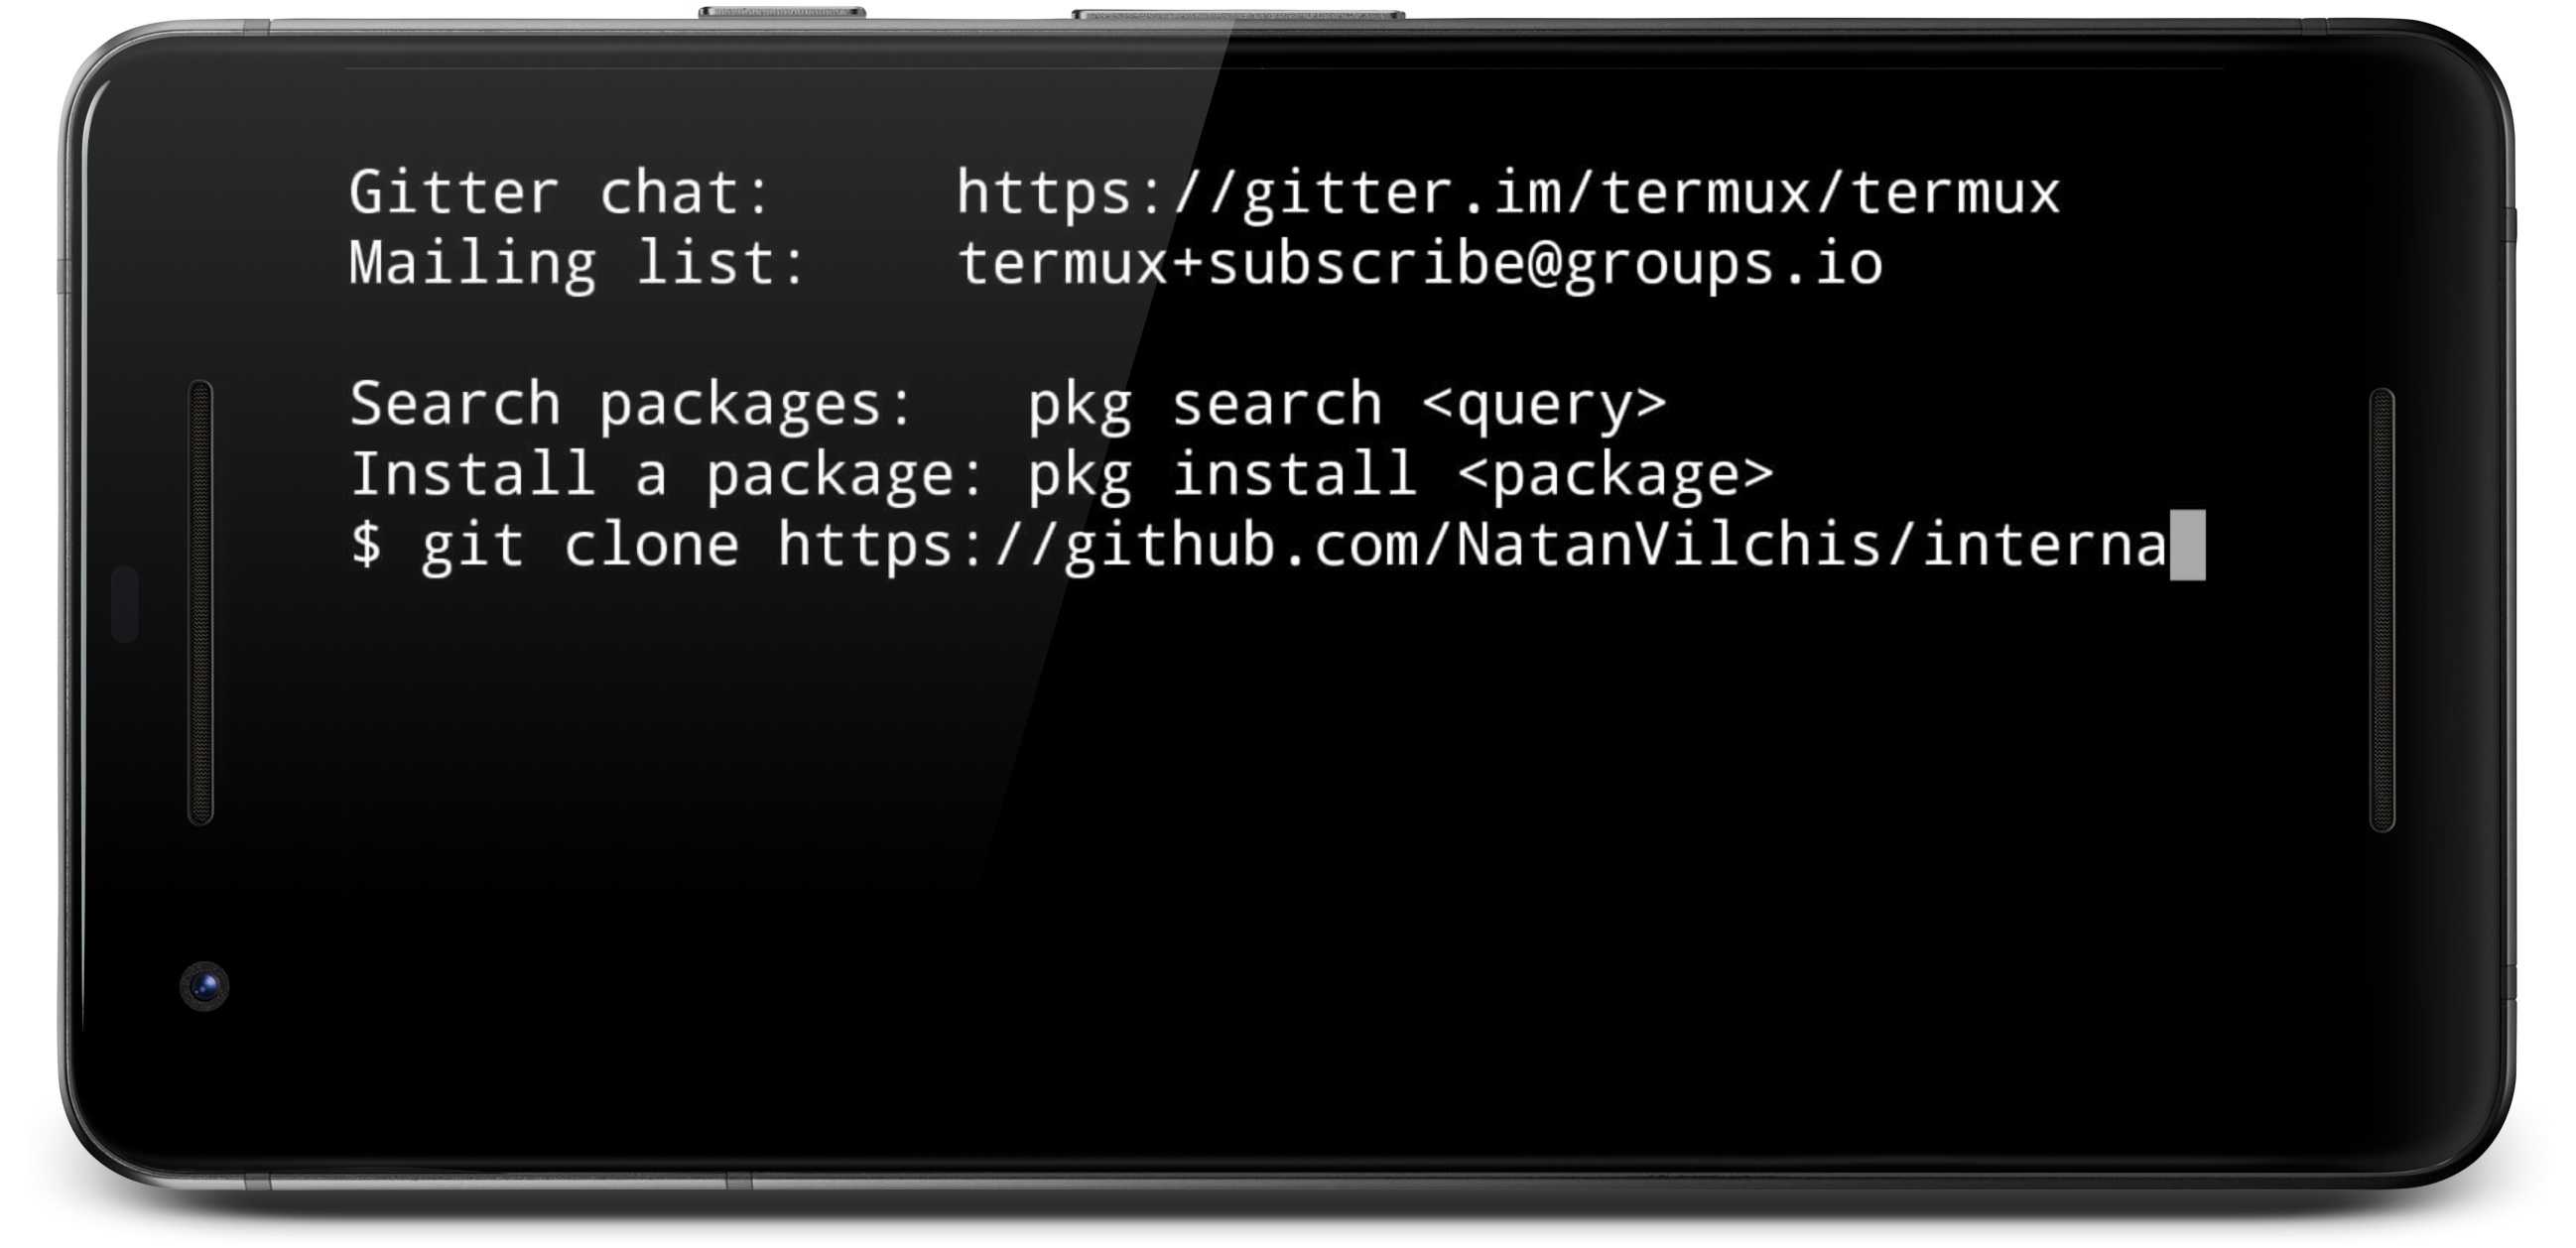 Gitter chat:     https://gitter.im/termux/termux
Mailing list:    termux+subscribe@groups.io
Search packages:   pkg search <query>
Install a package: pkg install <package>
$ git clone https://github.com/NatanVilchis/interna